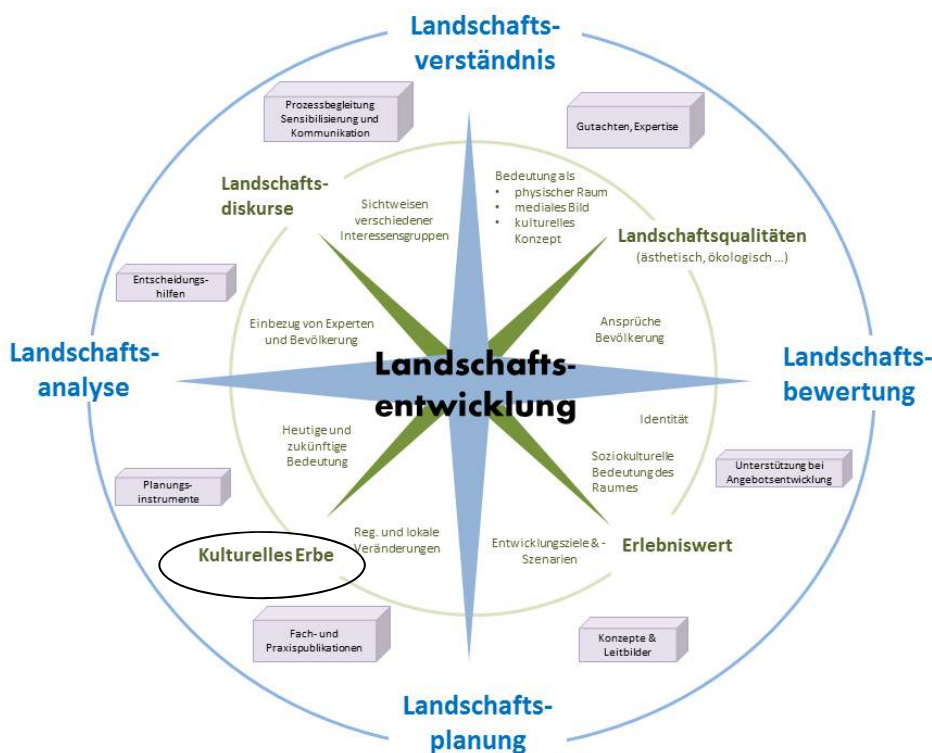 Landschafts-
verständnis
Prozessbegleitung
Sensibilisierung und
Kommunikation
Gutachten, Expertise
Landschafts-
diskurse
Sichtweisen
verschiedener
Interessensgruppen
Bedeutung als
• physischer Raum
• mediales Bild
• kulturelles
Konzept
Landschaftsqualitäten
(ästhetisch, ökologisch ...)
Entscheidungs-
hilfen
Einbezug von Experten
und Bevölkerung
Ansprüche
Bevölkerung
Landschafts-
analyse
Landschafts-
entwicklung
Landschafts-
bewertung
Heutige und
zukünftige
Bedeutung
Identität
Soziokulturelle
Bedeutung des
Raumes
Planungs-
instrumente
Unterstützung bei
Angebotsentwicklung
Kulturelles Erbe
Reg. und lokale
Veränderungen
Entwicklungsziele & -
Szenarien
Erlebniswert
Fach- und
Praxispublikationen
Konzepte &
Leitbilder
Landschafts-
planung